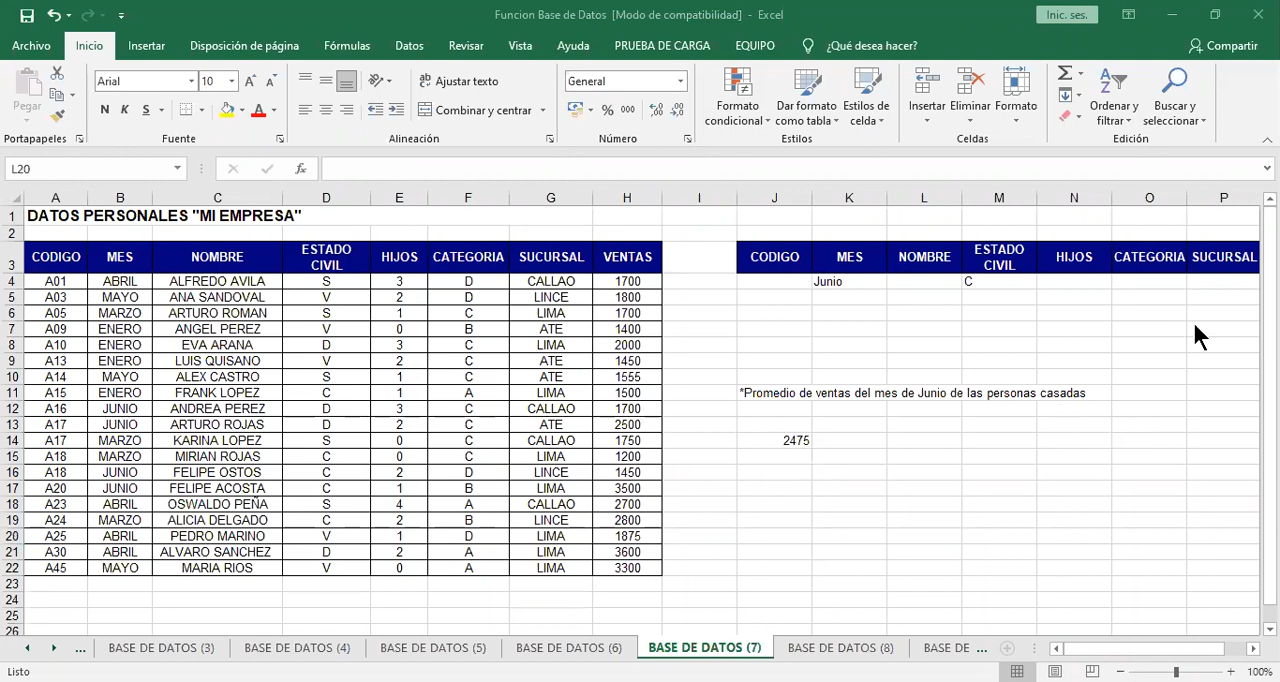 Funcion Base de Datos [Modo de compatibilidad] - Excel
Inic. ses.
Archivo Inicio Insertar Disposición de página Fórmulas Datos Revisar Vista Ayuda PRUEBA DE CARGA EQUIPO ¿Qué desea hacer? Compartir
Pegar
Arial 10
N K S
Ajustar texto
Combinar y centrar
General
% 000
Formato condicional
Dar formato como tabla
Estilos de celda
Insertar Eliminar Formato
Ordenar y filtrar
Buscar y seleccionar
Portapapeles Fuente Alineación Número Estilos Celdas Edición
L20 fx
A B C D E F G H I J K L M N O P
1 DATOS PERSONALES "MI EMPRESA"
2
3 CODIGO MES NOMBRE ESTADO CIVIL HIJOS CATEGORIA SUCURSAL VENTAS CODIGO MES NOMBRE ESTADO CIVIL HIJOS CATEGORIA SUCURSAL
4 A01 ABRIL ALFREDO AVILA S 3 D CALLAO 1700 Junio C
5 A03 MAYO ANA SANDOVAL V 2 D LINCE 1800
6 A05 MARZO ARTURO ROMAN S 1 C LIMA 1700
7 A09 ENERO ANGEL PEREZ V 0 B ATE 1400
8 A10 ENERO EVA ARANA D 3 C LIMA 2000
9 A13 ENERO LUIS QUISANO V 2 C ATE 1450
10 A14 MAYO ALEX CASTRO S 1 C ATE 1555
11 A15 ENERO FRANK LOPEZ C 1 A LIMA 1500 *Promedio de ventas del mes de Junio de las personas casadas
12 A16 JUNIO ANDREA PEREZ D 3 C CALLAO 1700
13 A17 JUNIO ARTURO ROJAS D 2 C ATE 2500
14 A17 MARZO KARINA LOPEZ S 0 C CALLAO 1750 2475
15 A18 MARZO MIRIAN ROJAS C 0 C LIMA 1200
16 A18 JUNIO FELIPE OSTOS C 2 D LINCE 1450
17 A20 JUNIO FELIPE ACOSTA C 1 B LIMA 3500
18 A23 ABRIL OSWALDO PEÑA S 4 A CALLAO 2700
19 A24 MARZO ALICIA DELGADO C 2 B LINCE 2800
20 A25 ABRIL PEDRO MARINO V 1 D LIMA 1875
21 A30 ABRIL ALVARO SANCHEZ D 2 A LIMA 3600
22 A45 MAYO MARIA RIOS V 0 A LIMA 3300
23
24
25
26
... BASE DE DATOS (3) BASE DE DATOS (4) BASE DE DATOS (5) BASE DE DATOS (6) BASE DE DATOS (7) BASE DE DATOS (8) BASE DE ...
Listo 100%